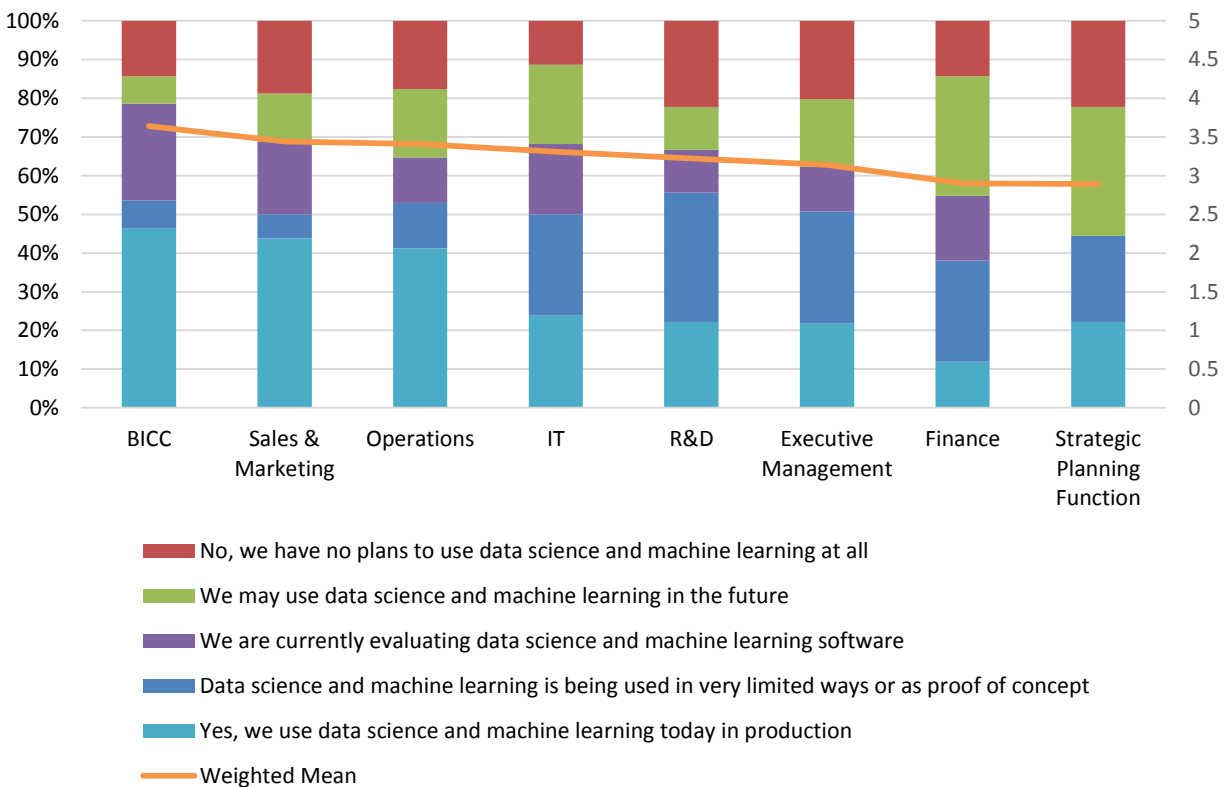 100% 5
90% 4.5
80% 4
70% 3.5
60% 3
50% 2.5
40% 2
30% 1.5
20% 1
10% 0.5
0% 0
BICC Sales & Operations IT R&D Executive Finance Strategic
Marketing Management Planning
Function
No, we have no plans to use data science and machine learning at all
We may use data science and machine learning in the future
We are currently evaluating data science and machine learning software
Data science and machine learning is being used in very limited ways or as proof of concept
Yes, we use data science and machine learning today in production
Weighted Mean